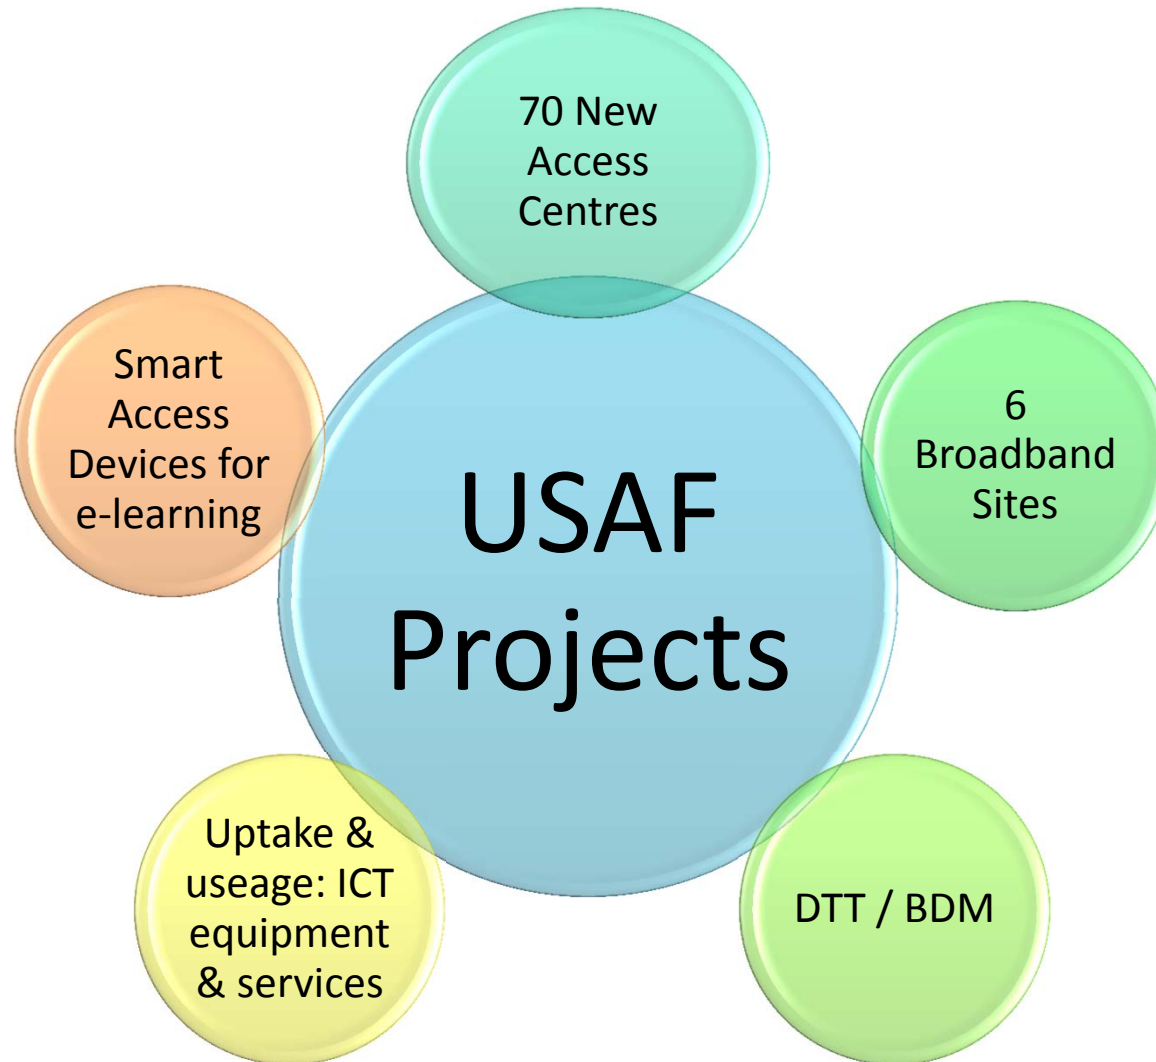 70 New
Access
Centres
Smart
Access
Devices for
e-learning
6
Broadband
Sites
USAF
Projects
Uptake &
useage: ICT
equipment
& services
DTT / BDM